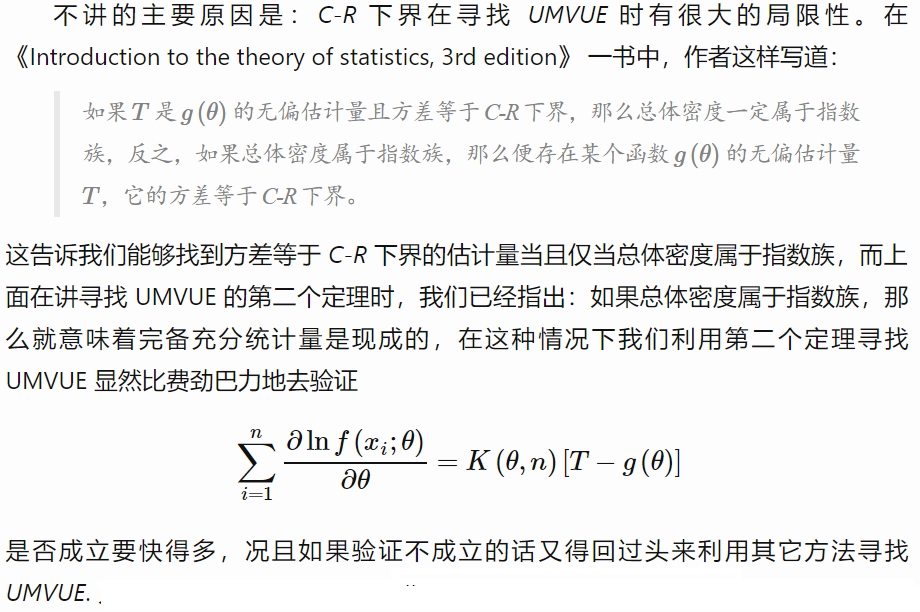 不讲的主要原因是：C-R 下界在寻找 UMVUE 时有很大的局限性。在
《Introduction to the theory of statistics, 3rd edition》 一书中，作者这样写道：
如果 T 是 g(θ) 的无偏估计量且方差等于C-R下界，那么总体密度一定属于指数
族，反之，如果总体密度属于指数族，那么便存在某个函数 g(θ) 的无偏估计量
T，它的方差等于C-R下界。
这告诉我们能够找到方差等于 C-R 下界的估计量当且仅当总体密度属于指数族，而上
面在讲寻找 UMVUE 的第二个定理时，我们已经指出：如果总体密度属于指数族，那
么就意味着完备充分统计量是现成的，在这种情况下我们利用第二个定理寻找
UMVUE 显然比费劲巴力地去验证
\sum_{i=1}^{n} \frac{\partial \ln f(x_i;\theta)}{\partial \theta} = K(\theta,n)[T-g(\theta)]
是否成立要快得多，况且如果验证不成立的话又得回过头来利用其它方法寻找
UMVUE.